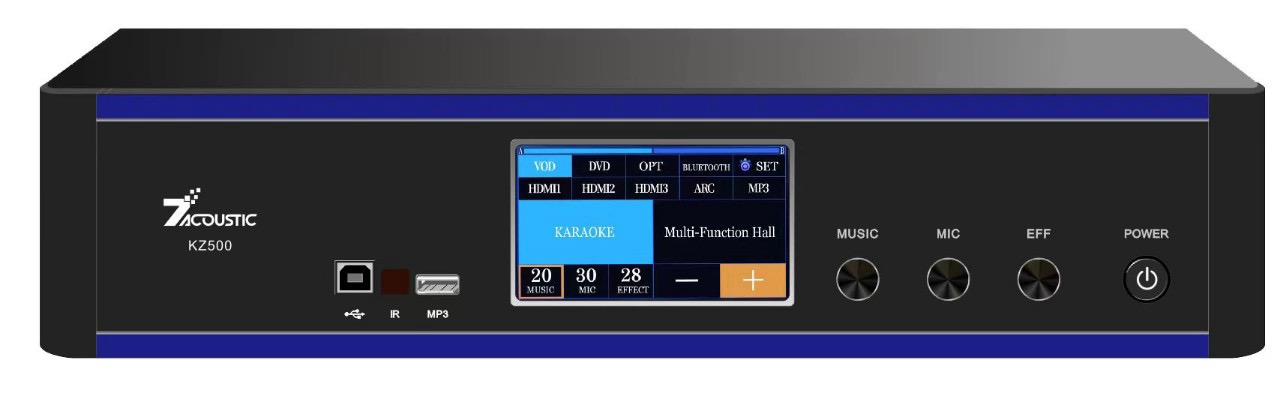 7ACOUSTIC
KZ500
IR
MP3
A B
VOD DVD OPT BLUETOOTH SET
HDMI1 HDMI2 HDMI3 ARC MP3
KARAOKE Multi-Function Hall
20 30 28
MUSIC MIC EFFECT
MUSIC MIC EFF POWER